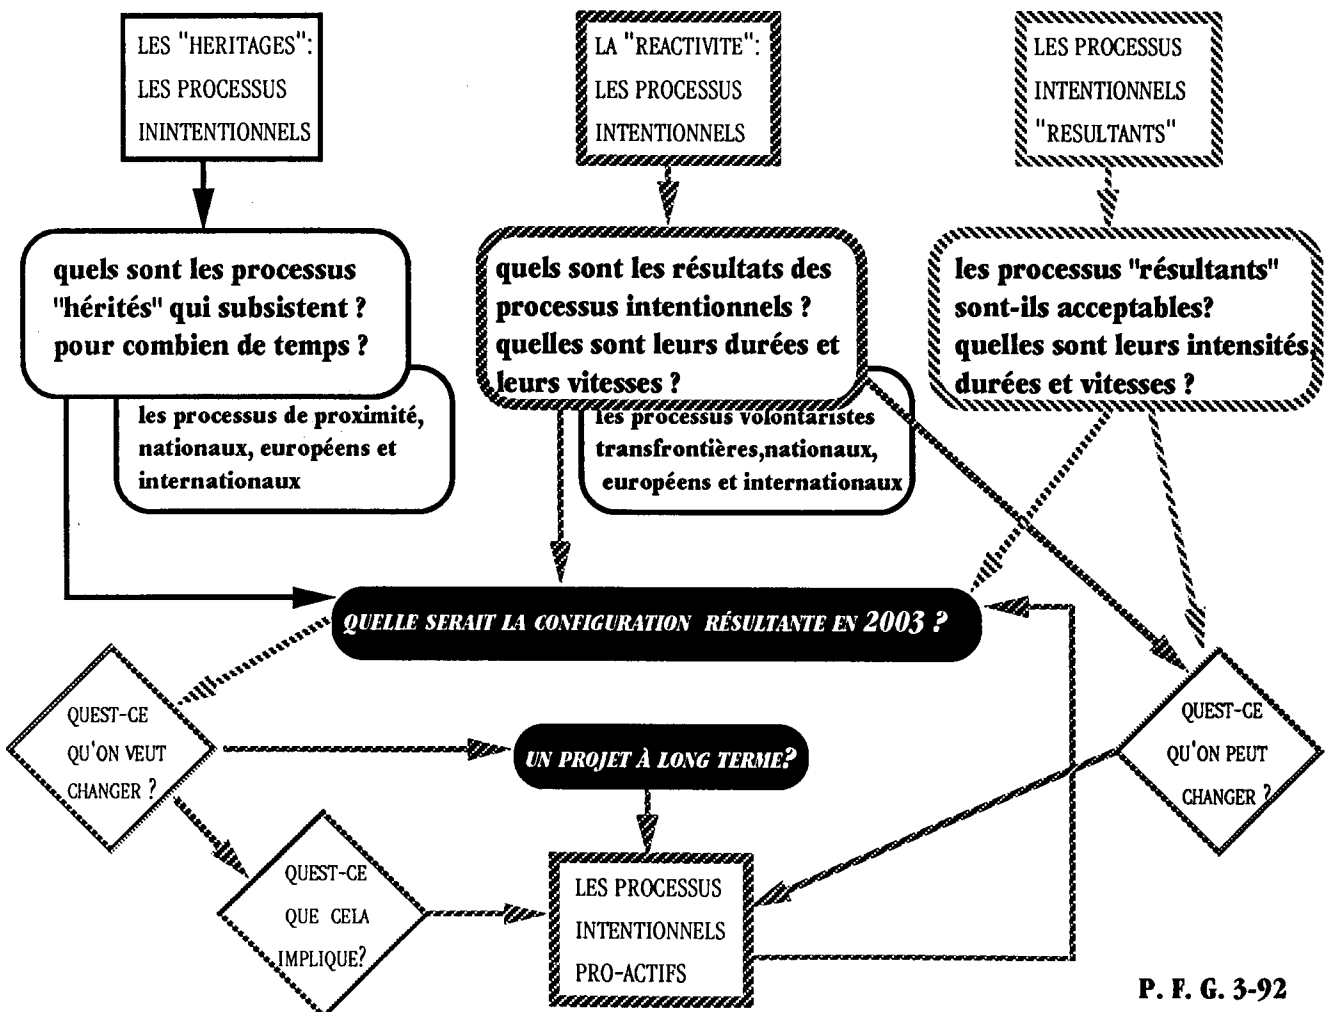 LES "HERITAGES":
LES PROCESSUS
ININTENTIONNELS
LA "REACTIVITE":
LES PROCESSUS
INTENTIONNELS
LES PROCESSUS
INTENTIONNELS
"RESULTANTS"
quels sont les processus
"hérités" qui subsistent ?
pour combien de temps ?
les processus de proximité,
nationaux, européens et
internationaux
quels sont les résultats des
processus intentionnels ?
quelles sont leurs durées et
leurs vitesses ?
les processus volontaristes
transfrontières,nationaux,
européens et internationaux
les processus "résultants"
sont-ils acceptables?
quelles sont leurs intensités,
durées et vitesses ?
QUELLE SERAIT LA CONFIGURATION RÉSULTANTE EN 2003 ?
QUEST-CE
QU'ON VEUT
CHANGER ?
UN PROJET À LONG TERME?
QUEST-CE
QU'ON PEUT
CHANGER ?
QUEST-CE
QUE CELA
IMPLIQUE?
LES PROCESSUS
INTENTIONNELS
PRO-ACTIFS
P. F. G. 3-92